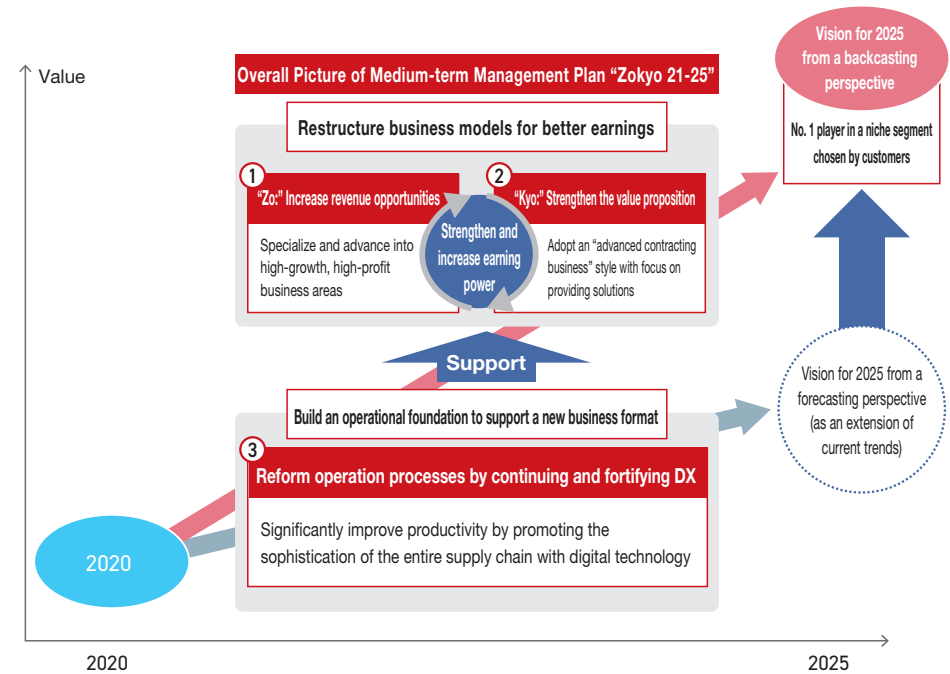 Value
Overall Picture of Medium-term Management Plan “Zokyo 21-25”
Restructure business models for better earnings
1
“Zo:” Increase revenue opportunities
Specialize and advance into
high-growth, high-profit
business areas
Strengthen and
increase earning
power
2
“Kyo:” Strengthen the value proposition
Adopt an “advanced contracting
business” style with focus on
providing solutions
Support
Build an operational foundation to support a new business format
3
Reform operation processes by continuing and fortifying DX
Significantly improve productivity by promoting the
sophistication of the entire supply chain with digital technology
Vision for 2025
from a backcasting
perspective
No. 1 player in a niche segment
chosen by customers
Vision for 2025 from a
forecasting perspective
(as an extension of
current trends)
2020
2020
2025